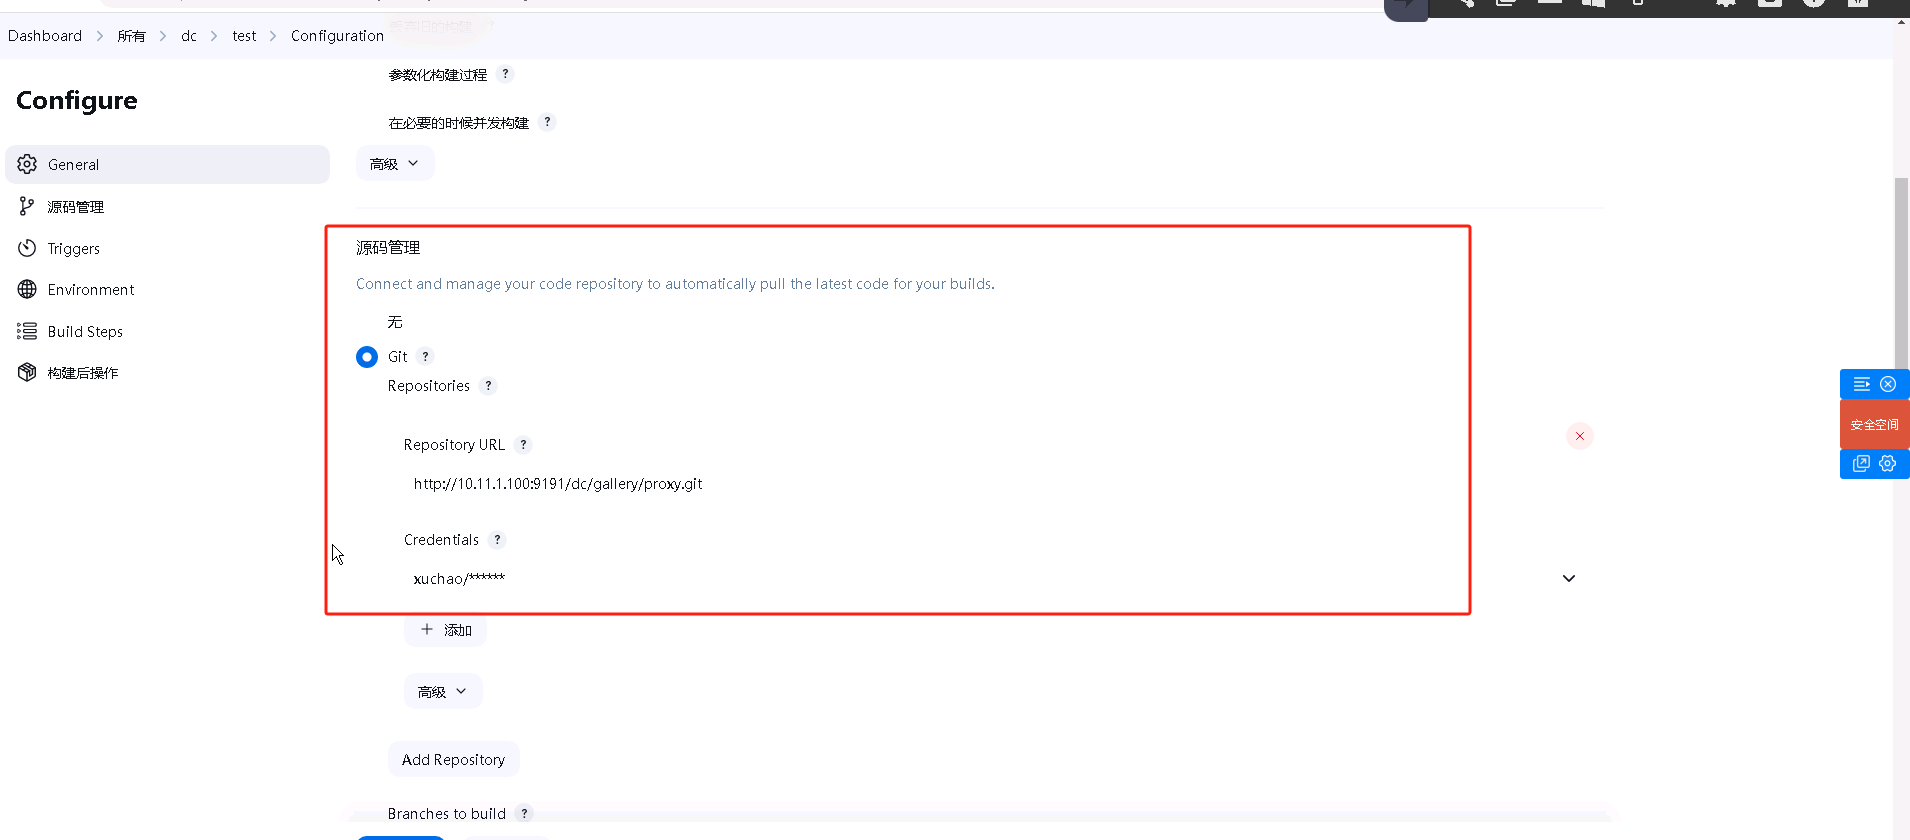 Dashboard > 所有 > dc > test > Configuration
Configure
General
源码管理
Triggers
Environment
Build Steps
构建后操作
参数化构建过程 ?
在必要的时候并发构建 ?
高级
源码管理
Connect and manage your code repository to automatically pull the latest code for your builds.
无
Git ?
Repositories ?
Repository URL ?
http://10.11.1.100:9191/dc/gallery/proxy.git
Credentials ?
xuchao/******
+ 添加
高级
Add Repository
Branches to build ?
安全空间